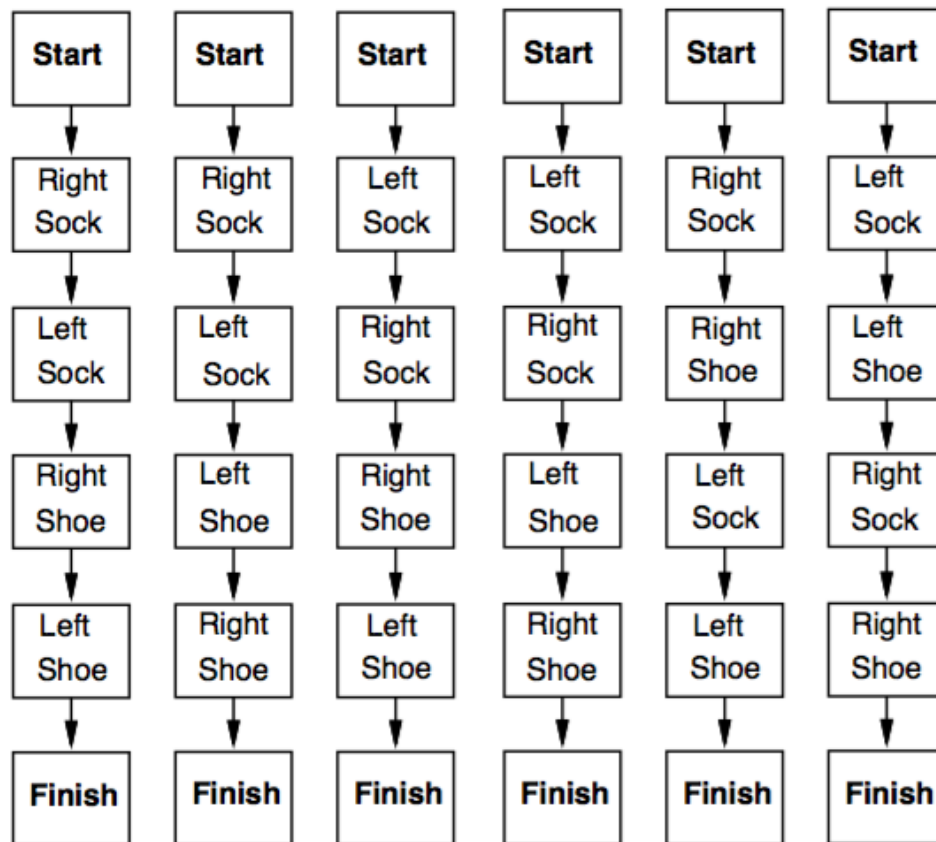 Start Start Start Start Start Start
Right Right Left Left Right Left
Sock Sock Sock Sock Sock Sock
Left Left Right Right Right Left
Sock Sock Sock Sock Shoe Shoe
Right Left Right Left Left Right
Shoe Shoe Shoe Shoe Sock Sock
Left Right Left Right Left Right
Shoe Shoe Shoe Shoe Shoe Shoe
Finish Finish Finish Finish Finish Finish